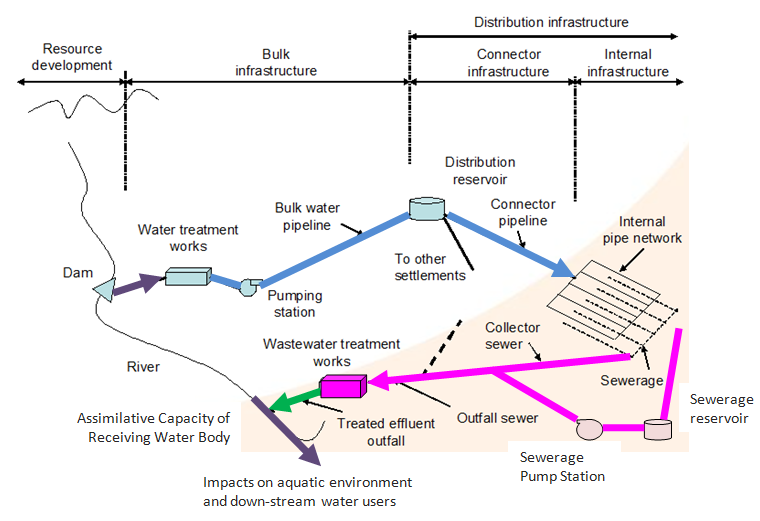 Distribution infrastructure
Resource
development
Bulk
infrastructure
Connector
infrastructure
Internal
infrastructure
Distribution
reservoir
Bulk water
pipeline
Connector
pipeline
Internal
pipe network
Water treatment
works
To other
settlements
Dam
Pumping
station
Collector
sewer
Wastewater treatment
works
River
Sewerage
Sewerage
reservoir
Assimilative Capacity of
Receiving Water Body
Treated effluent
outfall
Outfall sewer
Sewerage
Pump Station
Impacts on aquatic environment
and down-stream water users